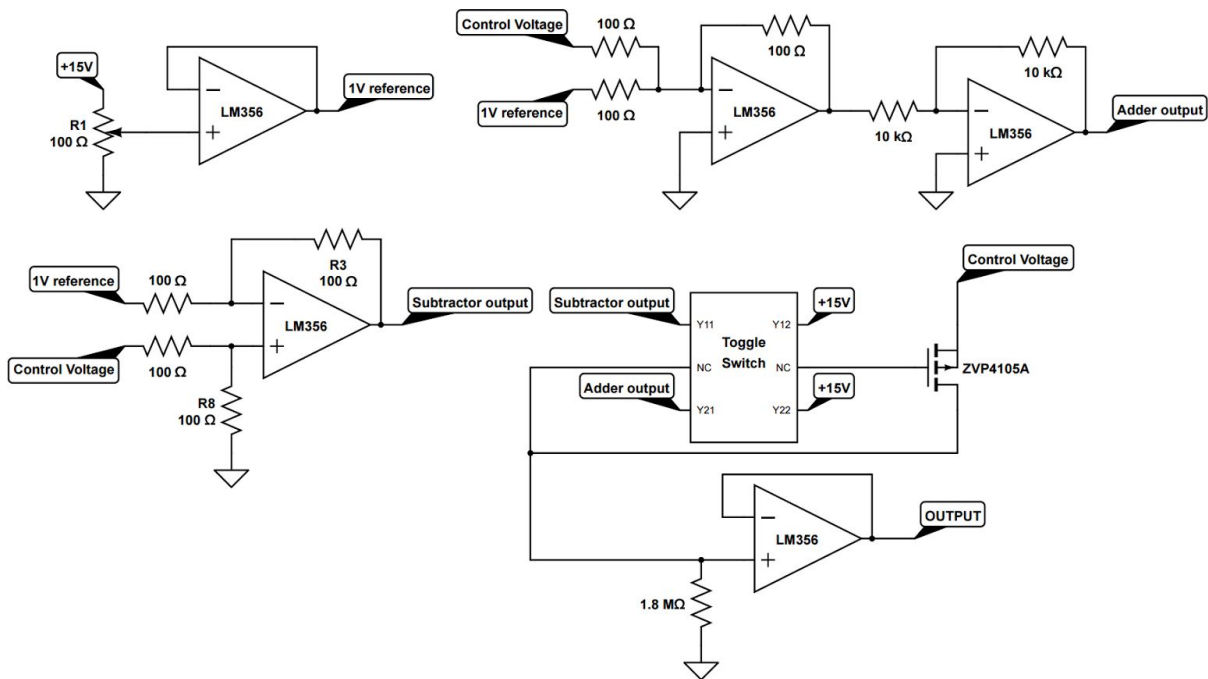 +15V
R1
100 Ω
LM356
1V reference
Control Voltage
100 Ω
1V reference
100 Ω
100 Ω
LM356
10 kΩ
10 kΩ
LM356
Adder output
1V reference
100 Ω
Control Voltage
100 Ω
R3
100 Ω
LM356
R8
100 Ω
Subtractor output
Subtractor output
Adder output
Y11
NC
Y21
Toggle
Switch
Y12
NC
Y22
+15V
+15V
Control Voltage
ZVP4105A
LM356
OUTPUT
1.8 MΩ